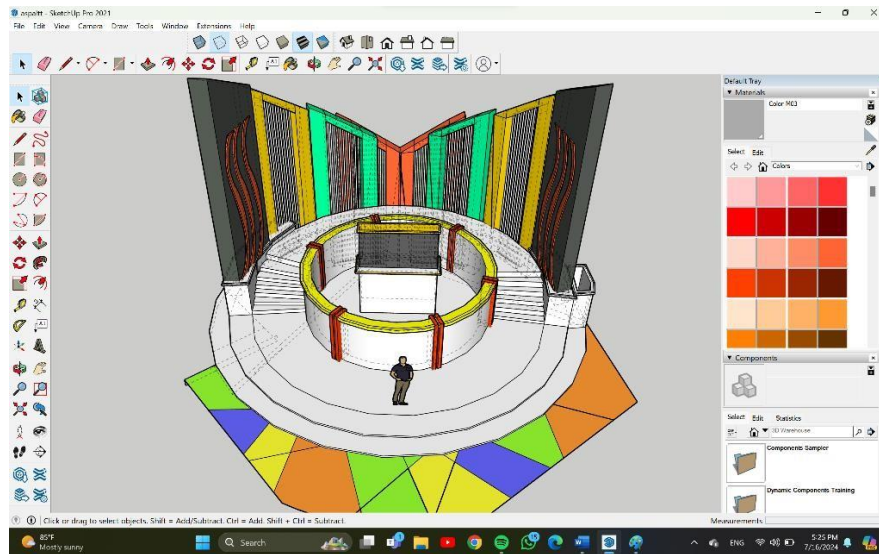 aspaltt - SketchUp Pro 2021
File Edit View Camera Draw Tools Window Extensions Help
Default Tray
Materials
Color M03
Select Edit
Colors
Components
Select Edit Statistics
3D Warehouse
Components Sampler
Dynamic Components Training
Click or drag to select objects. Shift = Add/Subtract. Ctrl = Add. Shift + Ctrl = Subtract.
Measurements
85°F
Mostly sunny
Search
ENG
5:25 PM
7/16/2024